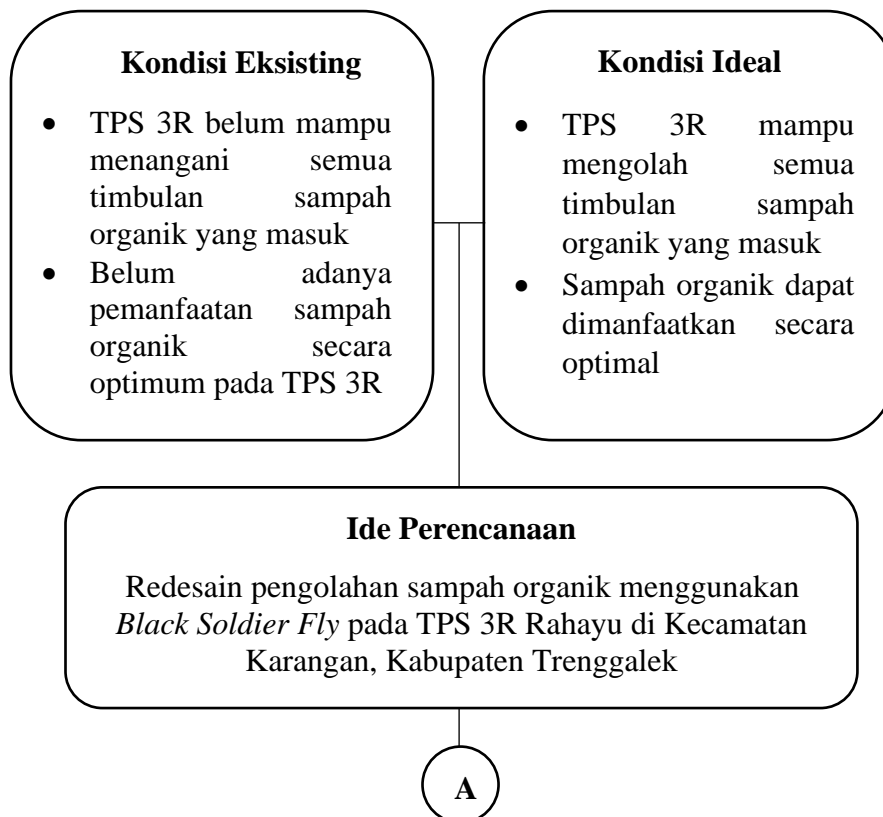 Kondisi Eksisting
• TPS 3R belum mampu
menangani semua
timbulan sampah
organik yang masuk
• Belum adanya
pemanfaatan sampah
organik secara
optimum pada TPS 3R
Kondisi Ideal
• TPS 3R mampu
mengolah semua
timbulan sampah
organik yang masuk
• Sampah organik dapat
dimanfaatkan secara
optimal
Ide Perencanaan
Redesain pengolahan sampah organik menggunakan
Black Soldier Fly pada TPS 3R Rahayu di Kecamatan
Karangan, Kabupaten Trenggalek
A